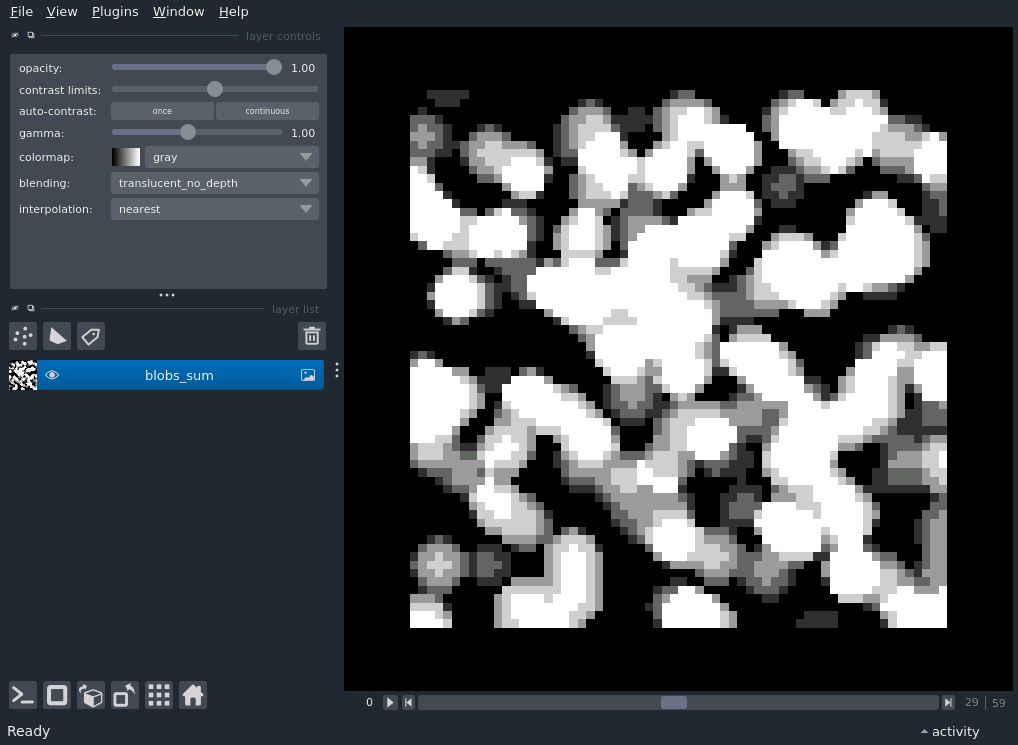 File View Plugins Window Help
layer controls
opacity: 1.00
contrast limits:
auto-contrast: once continuous
gamma: 1.00
colormap: gray
blending: translucent_no_depth
interpolation: nearest
layer list
blobs_sum
0 29 59
Ready activity